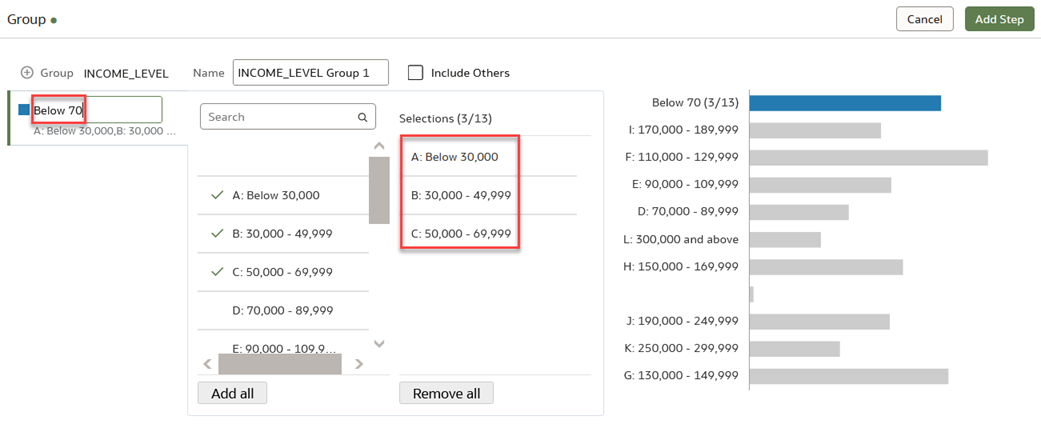 Group
Cancel
Add Step
Group INCOME_LEVEL
Name INCOME_LEVEL Group 1
Include Others
Below 70
A: Below 30,000,B: 30,000 ...
Search
A: Below 30,000
B: 30,000 - 49,999
C: 50,000 - 69,999
D: 70,000 - 89,999
E: 90,000 - 109,9...
Add all
Selections (3/13)
A: Below 30,000
B: 30,000 - 49,999
C: 50,000 - 69,999
Remove all
Below 70 (3/13)
I: 170,000 - 189,999
F: 110,000 - 129,999
E: 90,000 - 109,999
D: 70,000 - 89,999
L: 300,000 and above
H: 150,000 - 169,999
J: 190,000 - 249,999
K: 250,000 - 299,999
G: 130,000 - 149,999